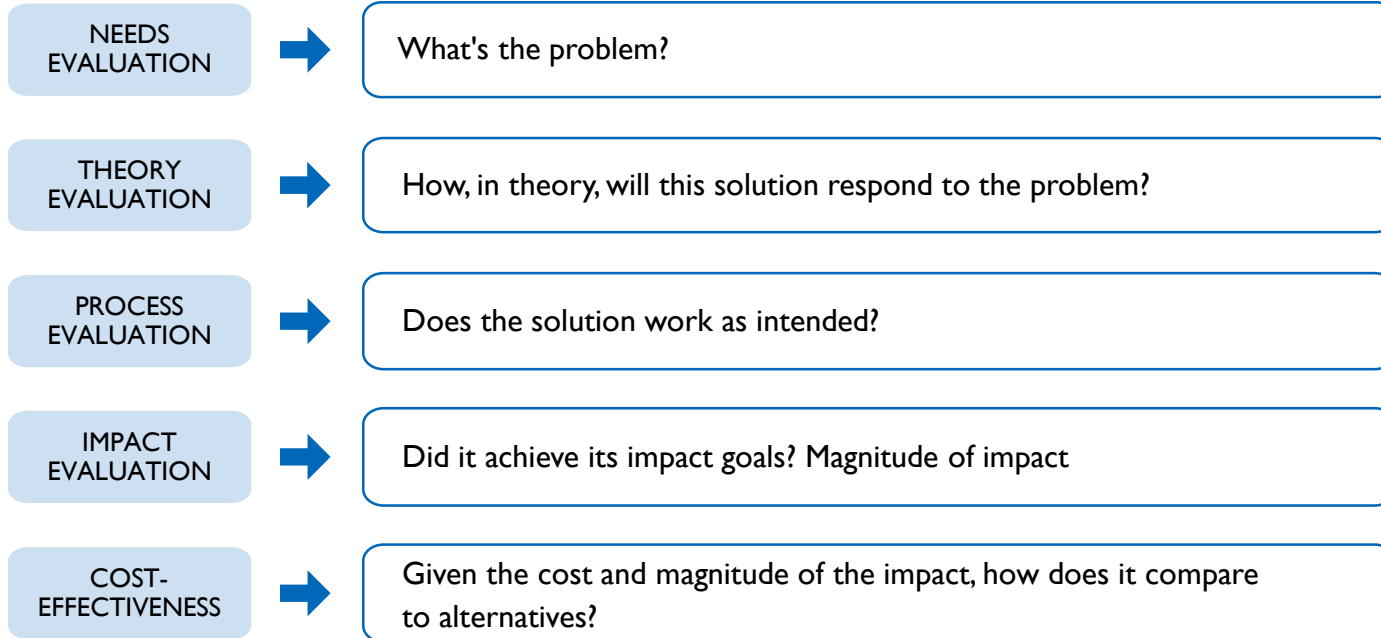 NEEDS
EVALUATION
What's the problem?
THEORY
EVALUATION
How, in theory, will this solution respond to the problem?
PROCESS
EVALUATION
Does the solution work as intended?
IMPACT
EVALUATION
Did it achieve its impact goals? Magnitude of impact
COST-
EFFECTIVENESS
Given the cost and magnitude of the impact, how does it compare
to alternatives?